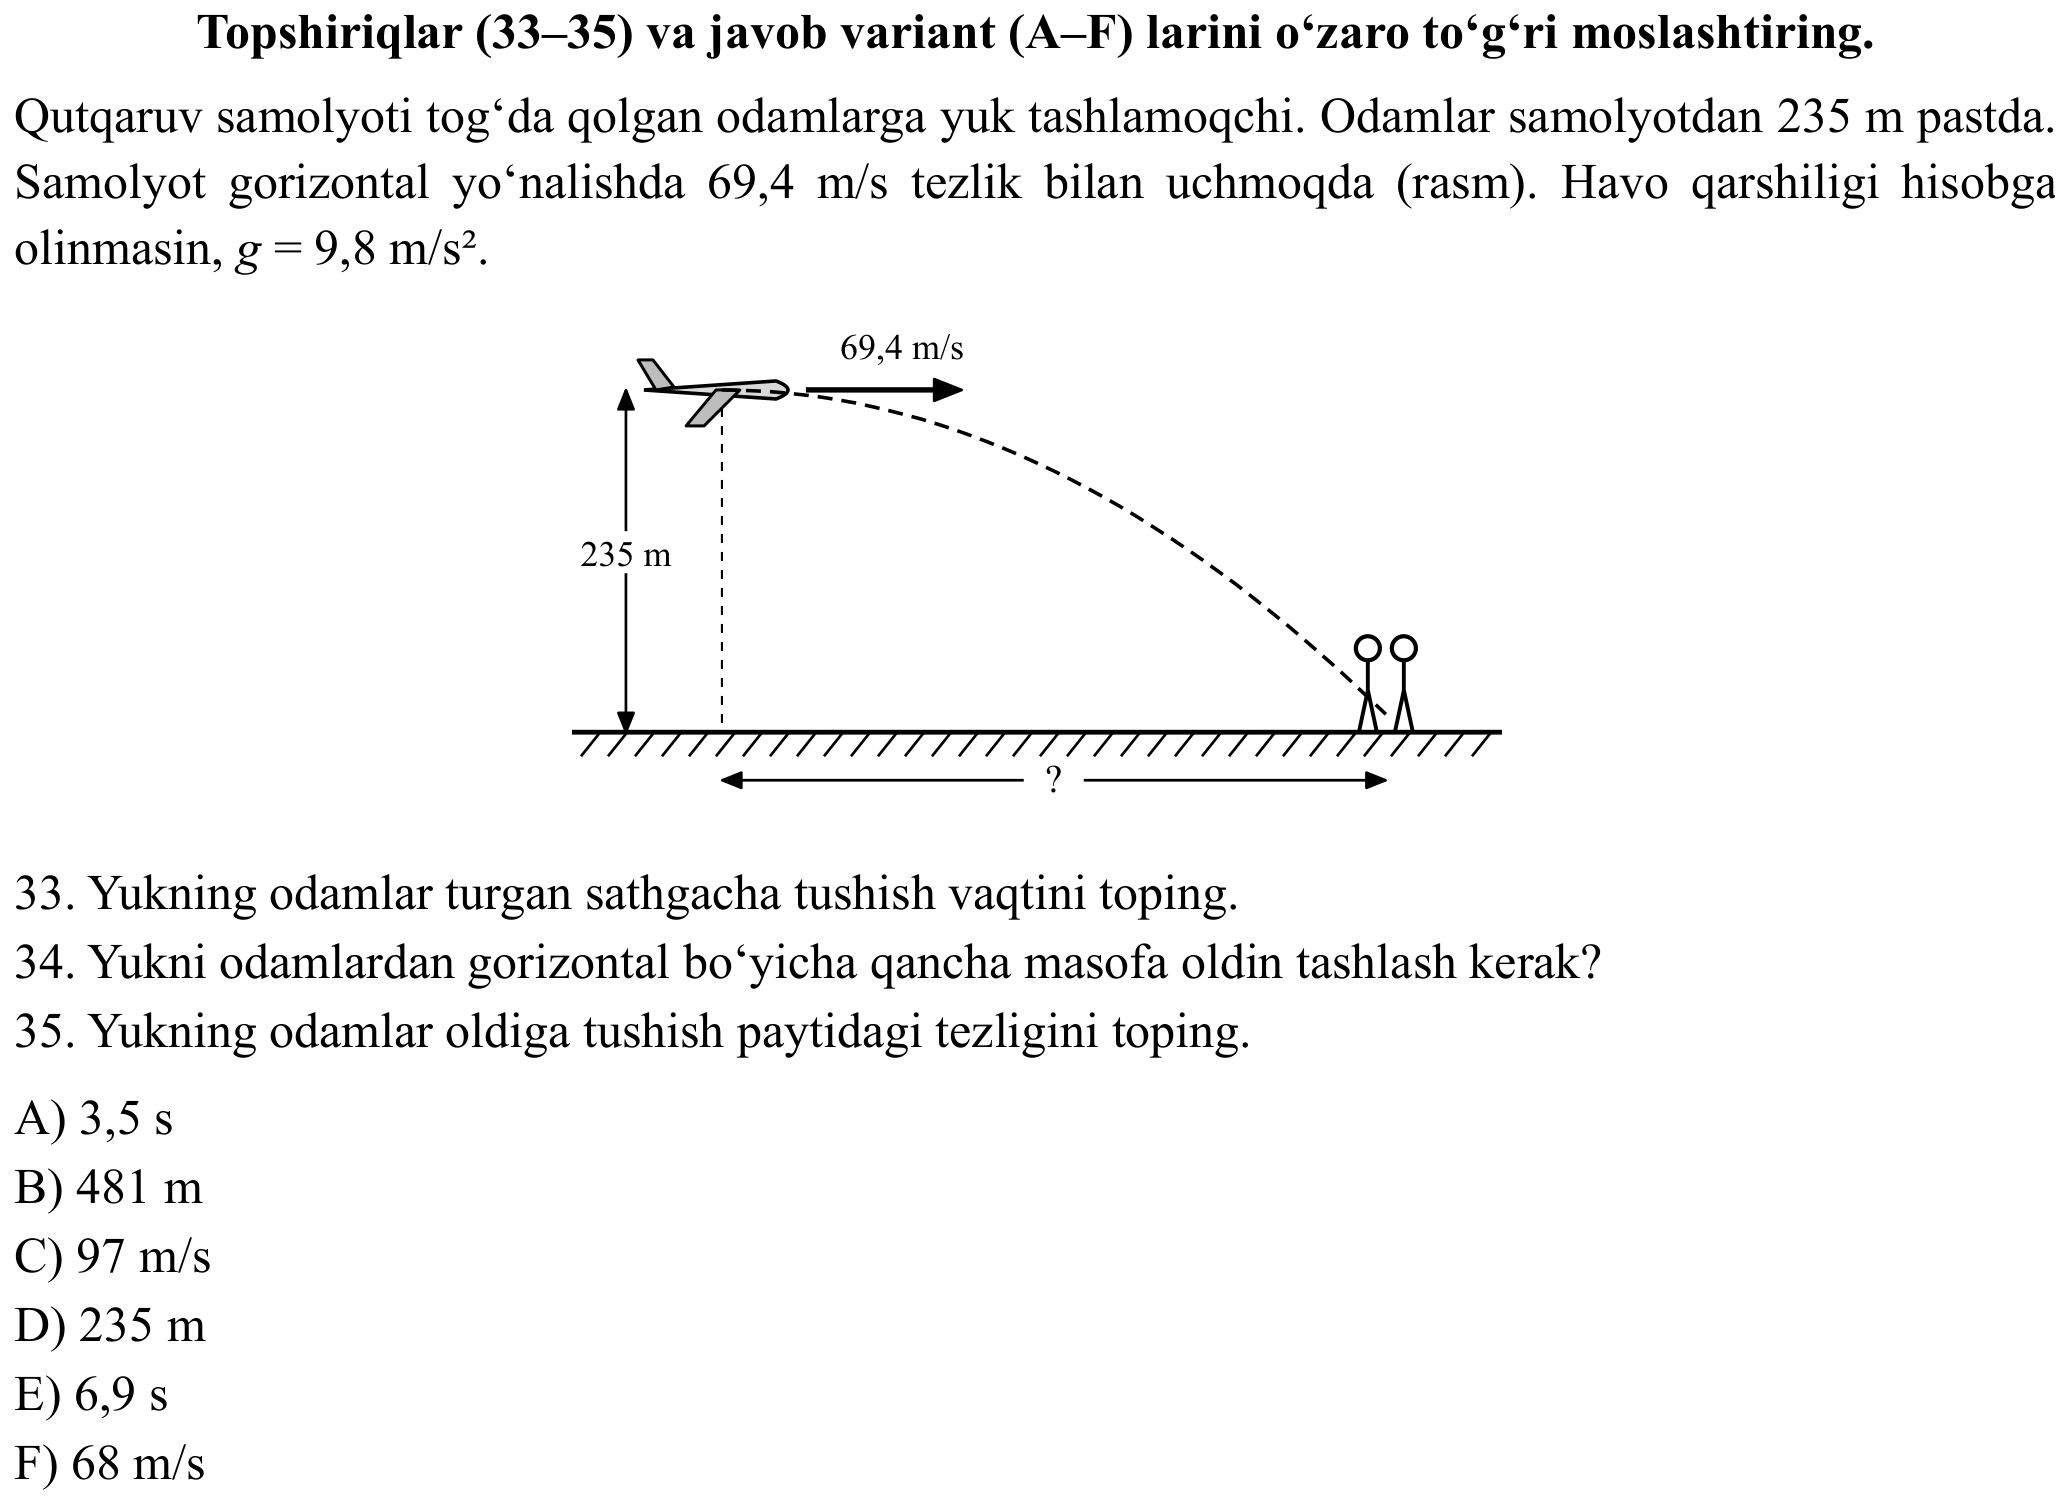 Topshiriqlar (33–35) va javob variant (A–F) larini o‘zaro to‘g‘ri moslashtiring.
Qutqaruv samolyoti tog‘da qolgan odamlarga yuk tashlamoqchi. Odamlar samolyotdan 235 m pastda.
Samolyot gorizontal yo‘nalishda 69,4 m/s tezlik bilan uchmoqda (rasm). Havo qarshiligi hisobga
olinmasin, g = 9,8 m/s².
69,4 m/s
235 m
?
33. Yukning odamlar turgan sathgacha tushish vaqtini toping.
34. Yukni odamlardan gorizontal bo‘yicha qancha masofa oldin tashlash kerak?
35. Yukning odamlar oldiga tushish paytidagi tezligini toping.
A) 3,5 s
B) 481 m
C) 97 m/s
D) 235 m
E) 6,9 s
F) 68 m/s